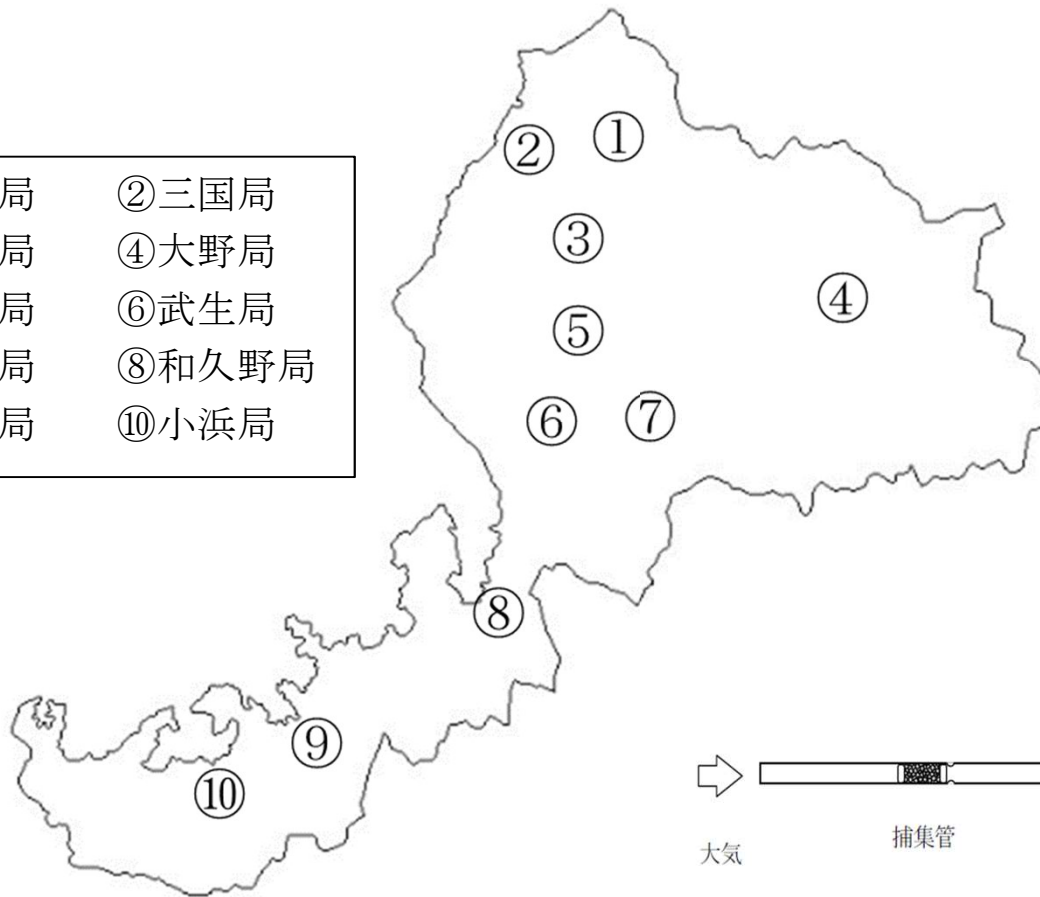 局 ②三国局
局 ④大野局
局 ⑥武生局
局 ⑧和久野局
局 ⑩小浜局
①
②
③
④
⑤
⑥
⑦
⑧
⑨
⑩
大気
捕集管